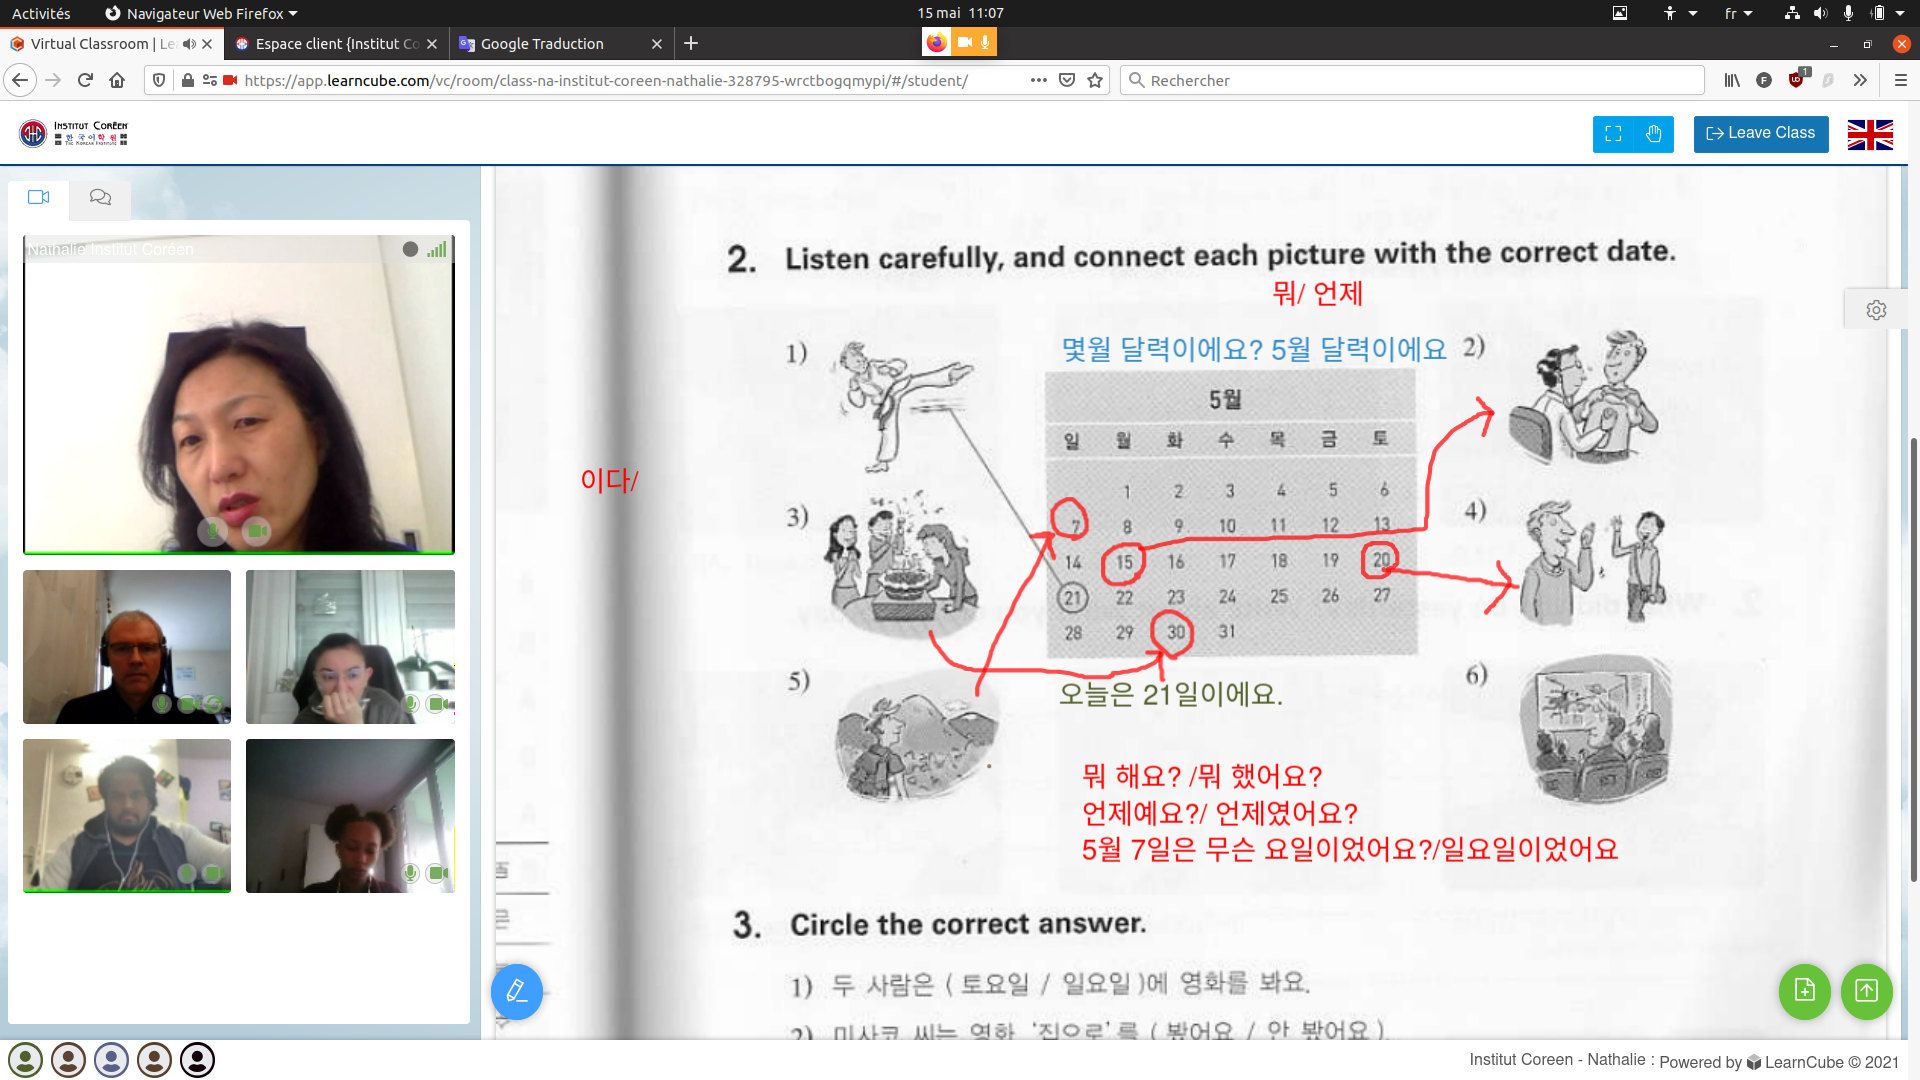 Activités
Navigateur Web Firefox
15 mai 11:07
fr
Virtual Classroom | Le
Espace client {Institut Co
Google Traduction
https://app.learncube.com/vc/room/class-na-institut-coreen-nathalie-328795-wrctbogqmypi/#/student/
Rechercher
1
INSTITUT CORÉEN
한국어학원
THE KOREAN INSTITUTE
Leave Class
Nathalie Institut Coréen
2. Listen carefully, and connect each picture with the correct date.
뭐/ 언제
몇월 달력이에요? 5월 달력이에요
1)
2)
5월
일 월 화 수 목 금 토
1 2 3 4 5 6
7 8 9 10 11 12 13
14 15 16 17 18 19 20
21 22 23 24 25 26 27
28 29 30 31
이다/
3)
4)
5)
6)
오늘은 21일이에요.
뭐 해요? /뭐 했어요?
언제예요?/ 언제였어요?
5월 7일은 무슨 요일이었어요?/일요일이었어요
3. Circle the correct answer.
1) 두 사람은 ( 토요일 / 일요일 )에 영화를 봐요.
2) 미사코 씨는 영화 '집으로'를 ( 봤어요 / 안 봤어요 ).
Institut Coreen - Nathalie : Powered by LearnCube © 2021